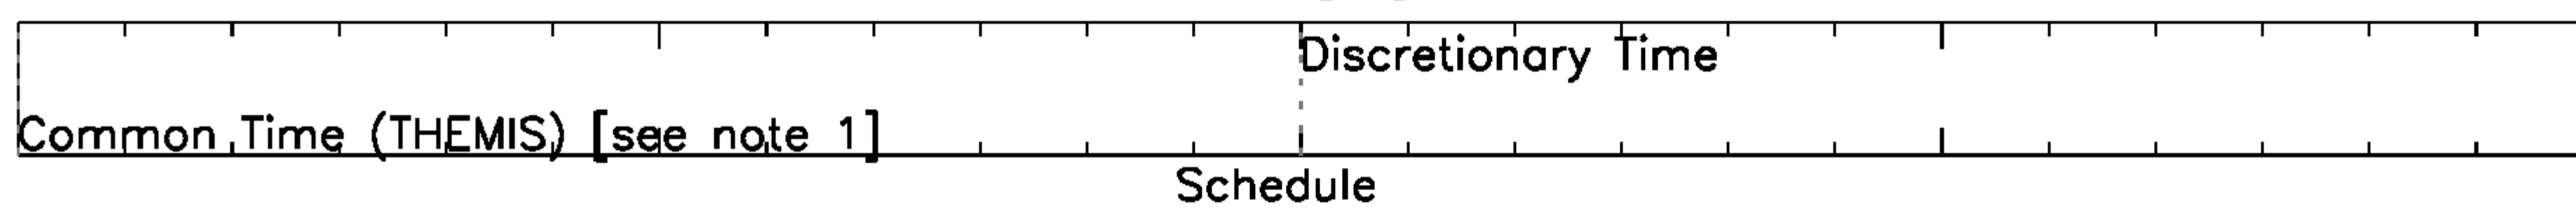 Discretionary Time
Common Time (THEMIS) [see note 1]
Schedule